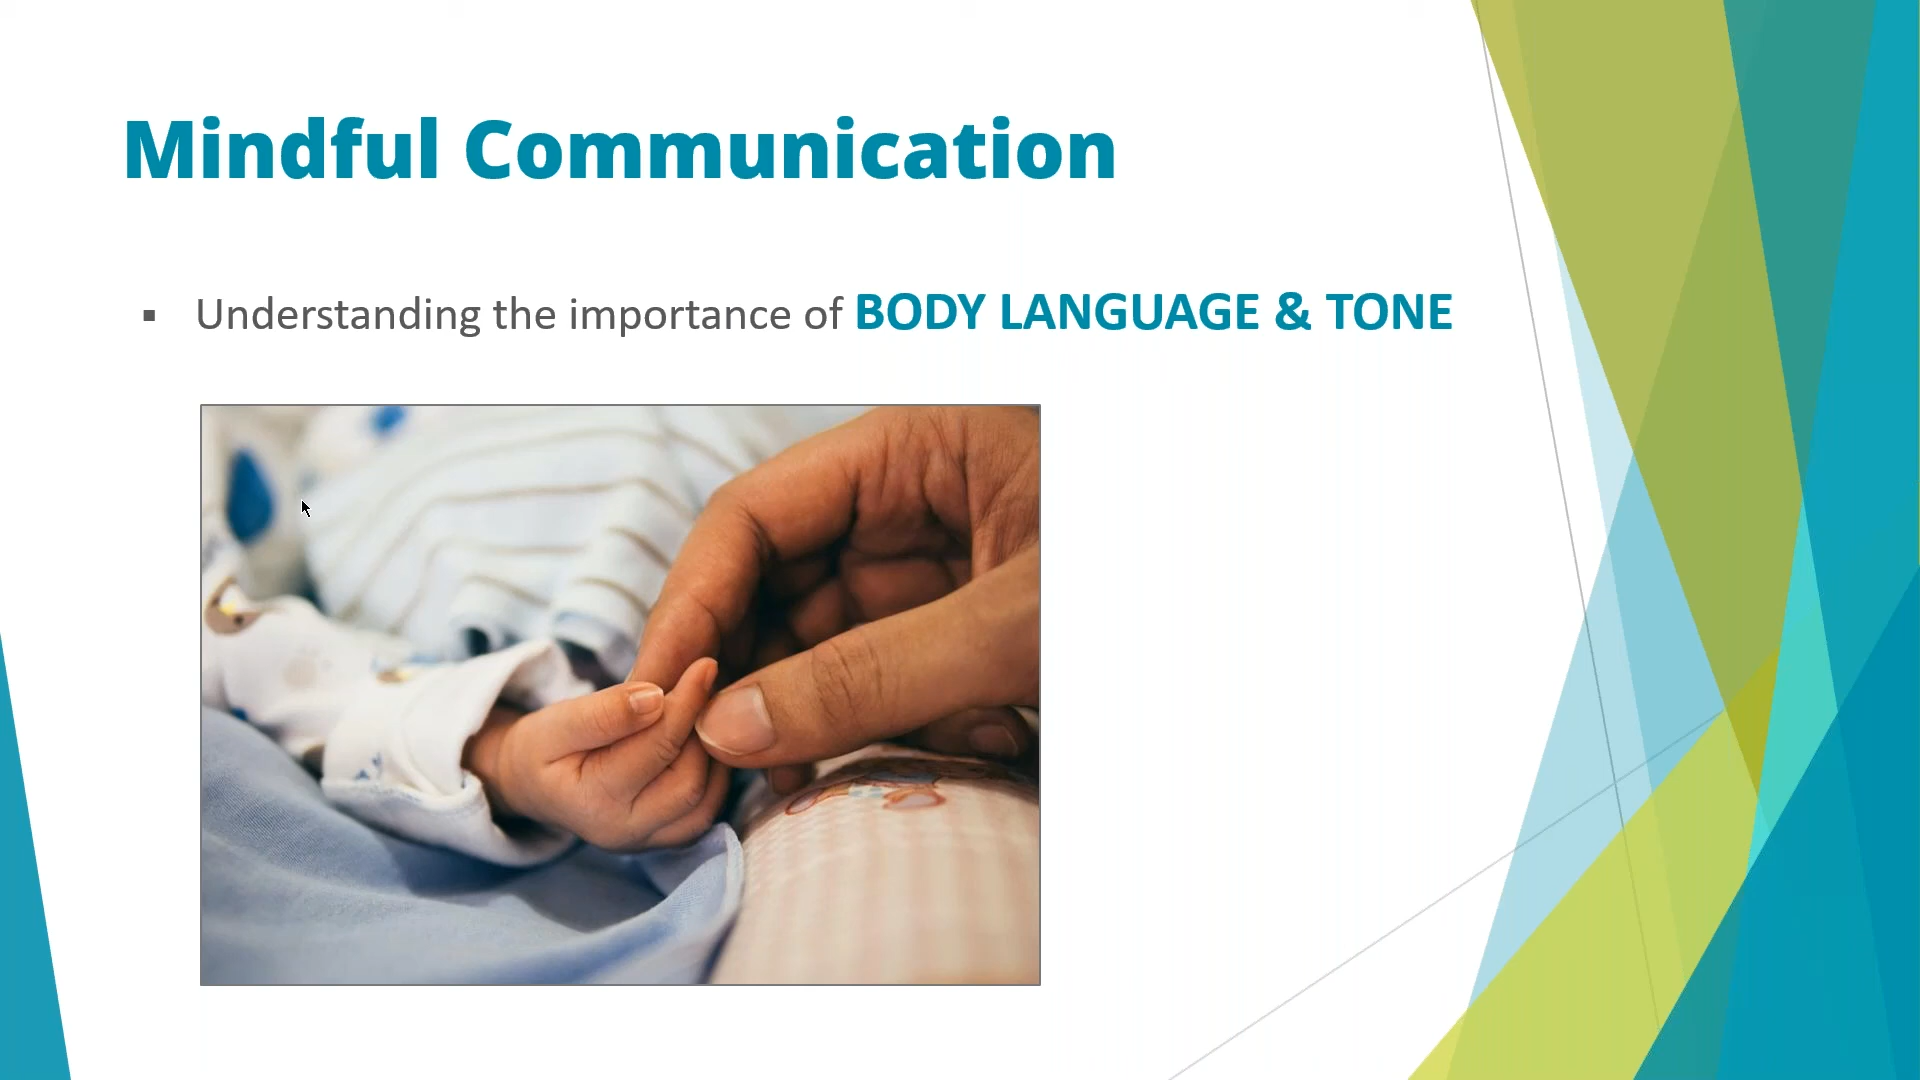 Mindful Communication
▪ Understanding the importance of BODY LANGUAGE & TONE